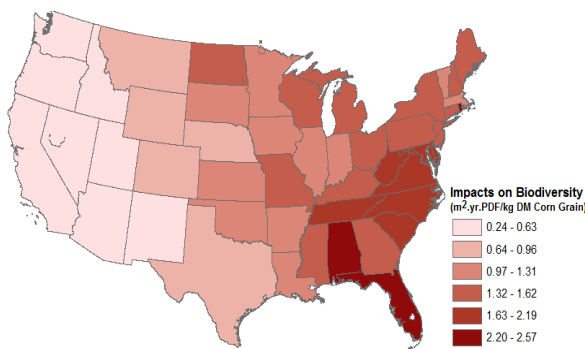 Impacts on Biodiversity
(m².yr.PDF/kg DM Corn Grain)
0.24 - 0.63
0.64 - 0.96
0.97 - 1.31
1.32 - 1.62
1.63 - 2.19
2.20 - 2.57